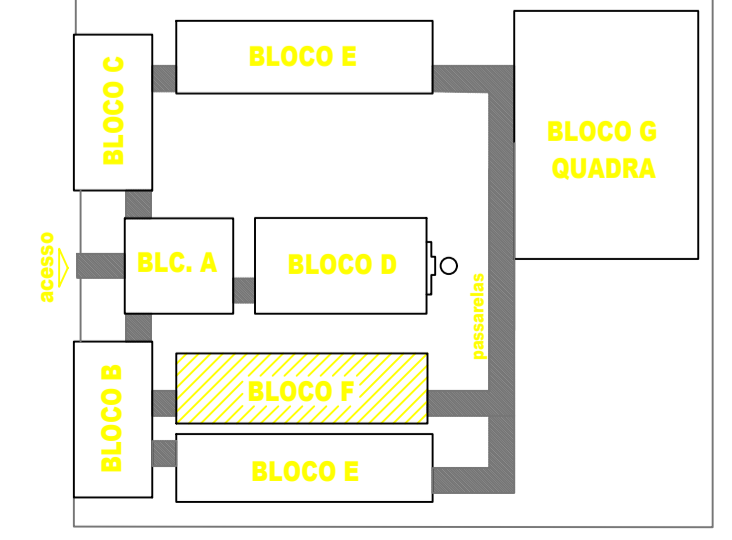 BLOCO E
BLOCO C
BLOCO G
QUADRA
acesso
BLC. A
BLOCO D
passarelas
BLOCO B
BLOCO F
BLOCO E